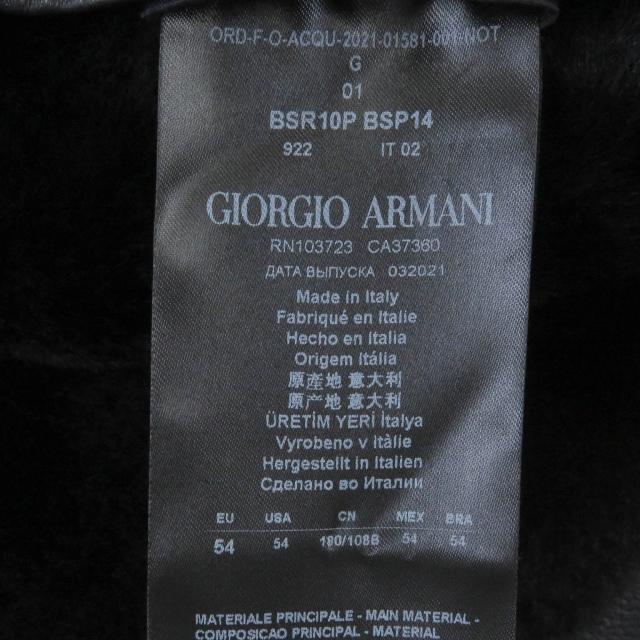 ORD-F-O-ACQU-2021-01581-001-NOT
G
01
BSR10P BSP14
922 IT 02
GIORGIO ARMANI
RN103723 CA37360
ДАТА ВЫПУСКА 032021
Made in Italy
Fabriqué en Italie
Hecho en Italia
Origem Itália
原産地 意大利
原产地 意大利
ÜRETİM YERİ İtalya
Vyrobeno v Itàlie
Hergestellt in Italien
Сделано во Италии
EU USA CN MEX BRA
54 54 180/108B 54 54
MATERIALE PRINCIPALE - MAIN MATERIAL -
COMPOSICAO PRINCIPAL - MATERIAL